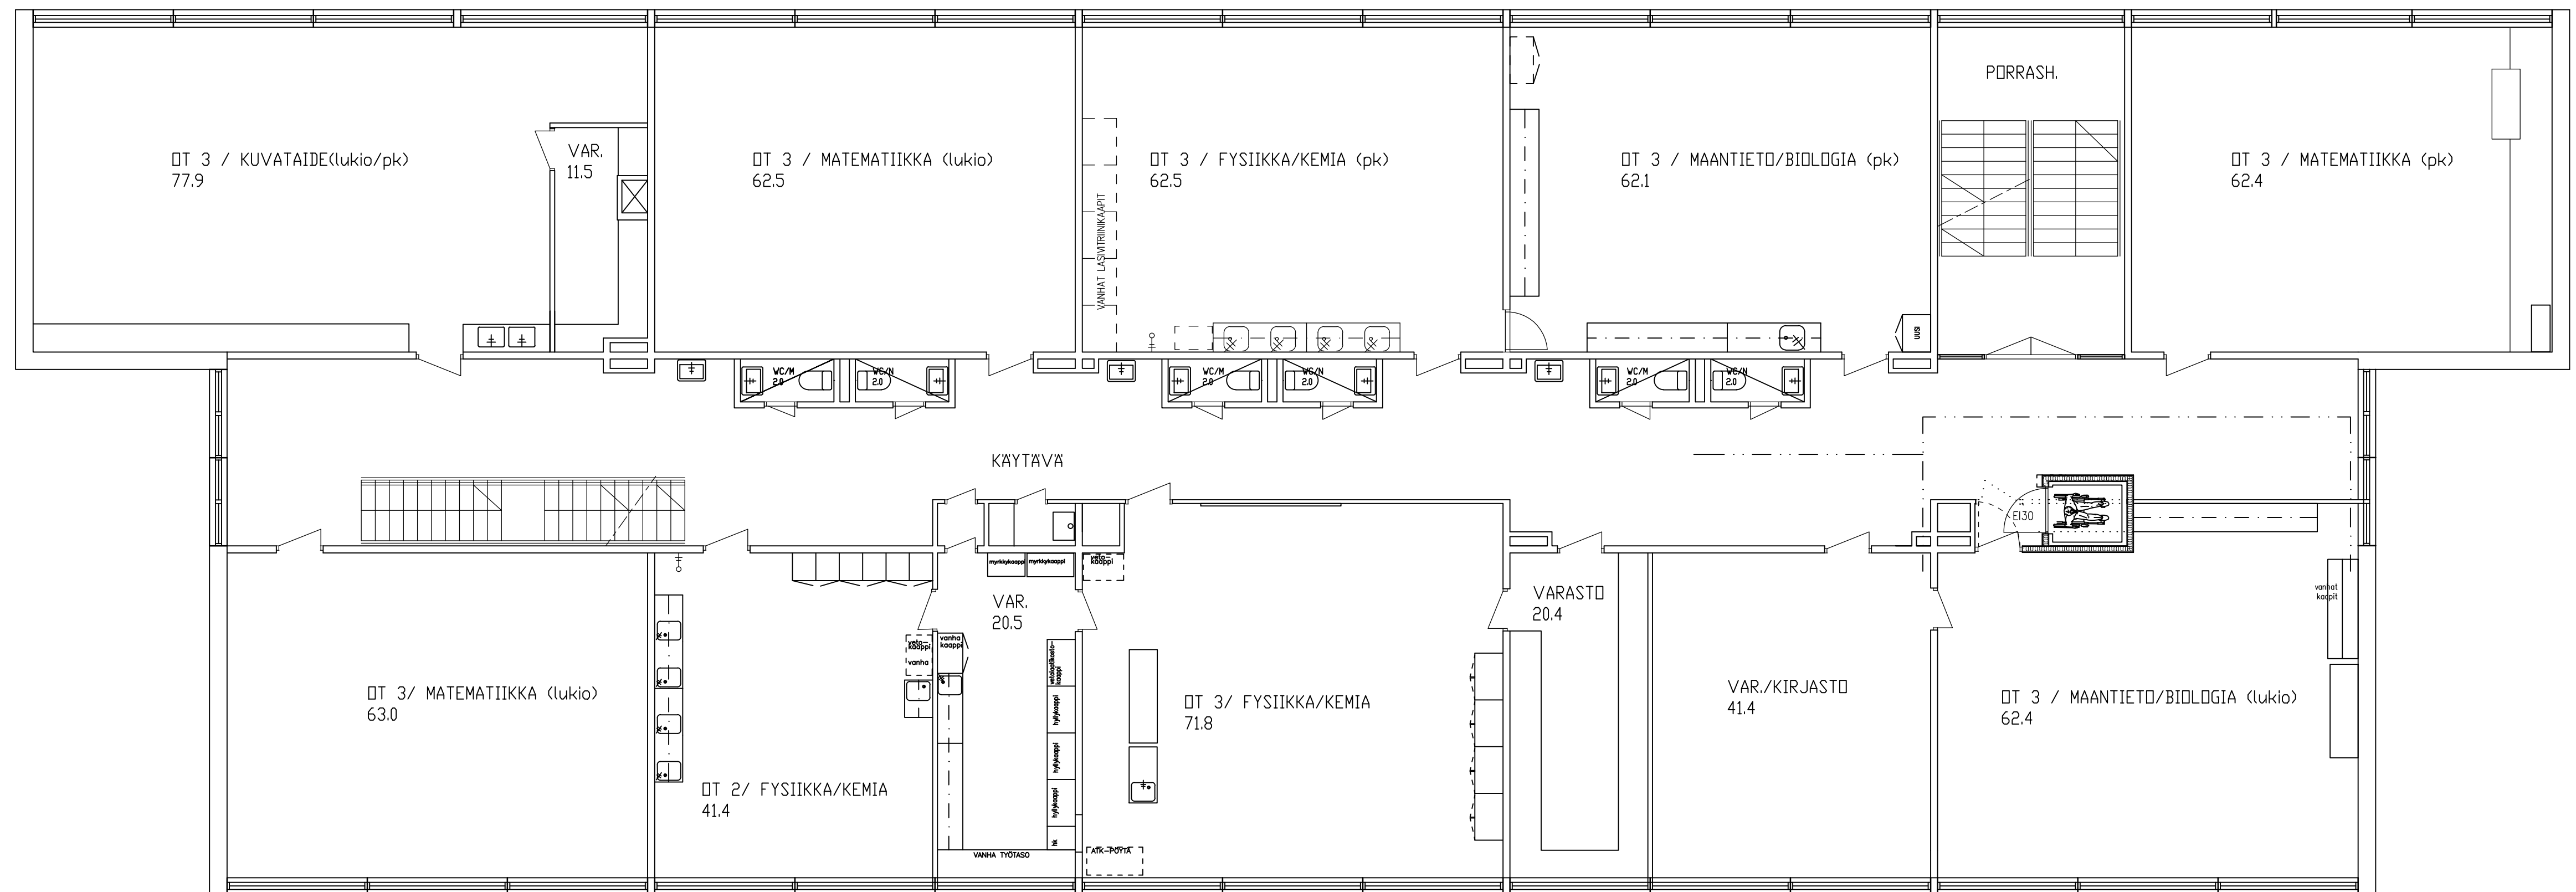 PORRASH.
OT 3 / KUVATAIDE(lukio/pk)
77.9
VAR.
11.5
OT 3 / MATEMATIIKKA (lukio)
62.5
VANHAT LASIVITRIINIKAAPIT
OT 3 / FYSIIKKA/KEMIA (pk)
62.5
OT 3 / MAANTIETO/BIOLOGIA (pk)
62.1
OT 3 / MATEMATIIKKA (pk)
62.4
UUSI
WC/M
2.0
WC/N
2.0
WC/M
2.0
WC/N
2.0
WC/M
2.0
WC/N
2.0
KÄYTÄVÄ
EI30
myrkkykaappi
myrkkykaappi
veto-
kaappi
VAR.
20.5
VARASTO
20.4
vanhat
kaapit
veto-
kaappi
vanha
vanha
kaappi
vetolaatikosto-
kaappi
hyllykaappi
hyllykaappi
hyllykaappi
hk
OT 3/ MATEMATIIKKA (lukio)
63.0
OT 2/ FYSIIKKA/KEMIA
41.4
OT 3/ FYSIIKKA/KEMIA
71.8
VAR./KIRJASTO
41.4
OT 3 / MAANTIETO/BIOLOGIA (lukio)
62.4
VANHA TYÖTASO
ATK-PÖYTÄ